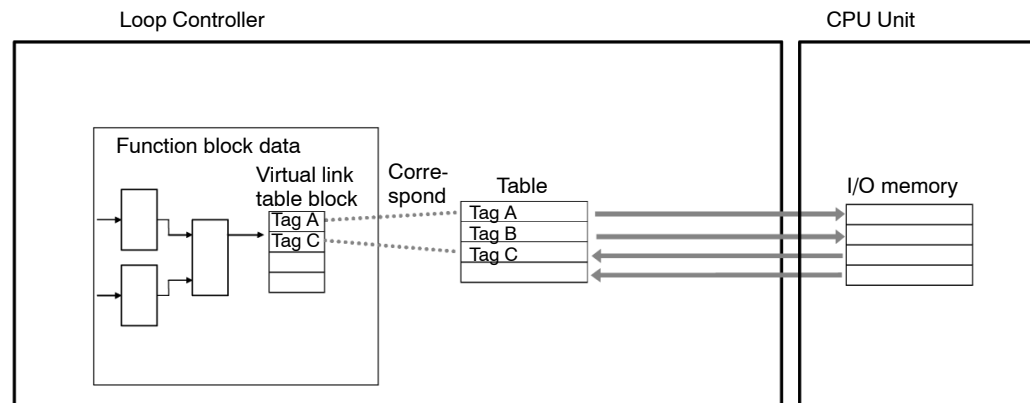 Loop Controller
CPU Unit
Function block data
Virtual link
table block
Tag A
Tag C
Corre-
spond
Table
Tag A
Tag B
Tag C
I/O memory